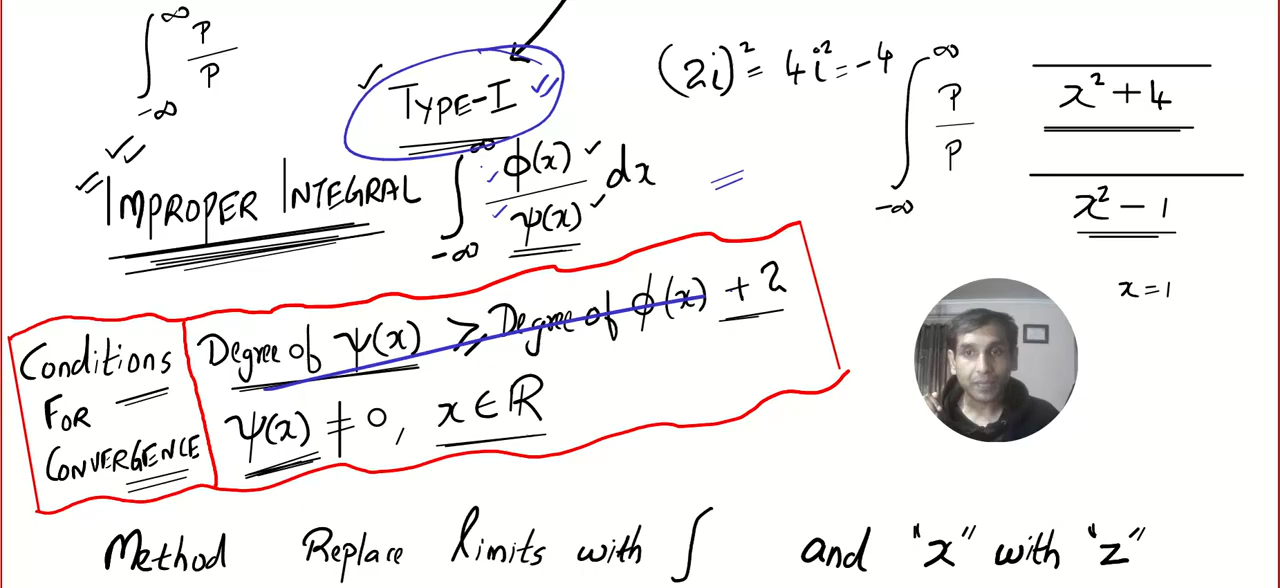 ∫_{-∞}^{∞} P/P
TYPE-I
(2i)² = 4i² = -4
∫_{-∞}^{∞} P/P
x² + 4
x² - 1
x = 1
IMPROPER INTEGRAL ∫_{-∞}^{∞} ϕ(x)/ψ(x) dx =
CONDITIONS FOR CONVERGENCE
Degree of ψ(x) ⩾ Degree of ϕ(x) + 2
ψ(x) ≠ 0, x ∈ ℝ
Method Replace limits with ∫ and "x" with "z"